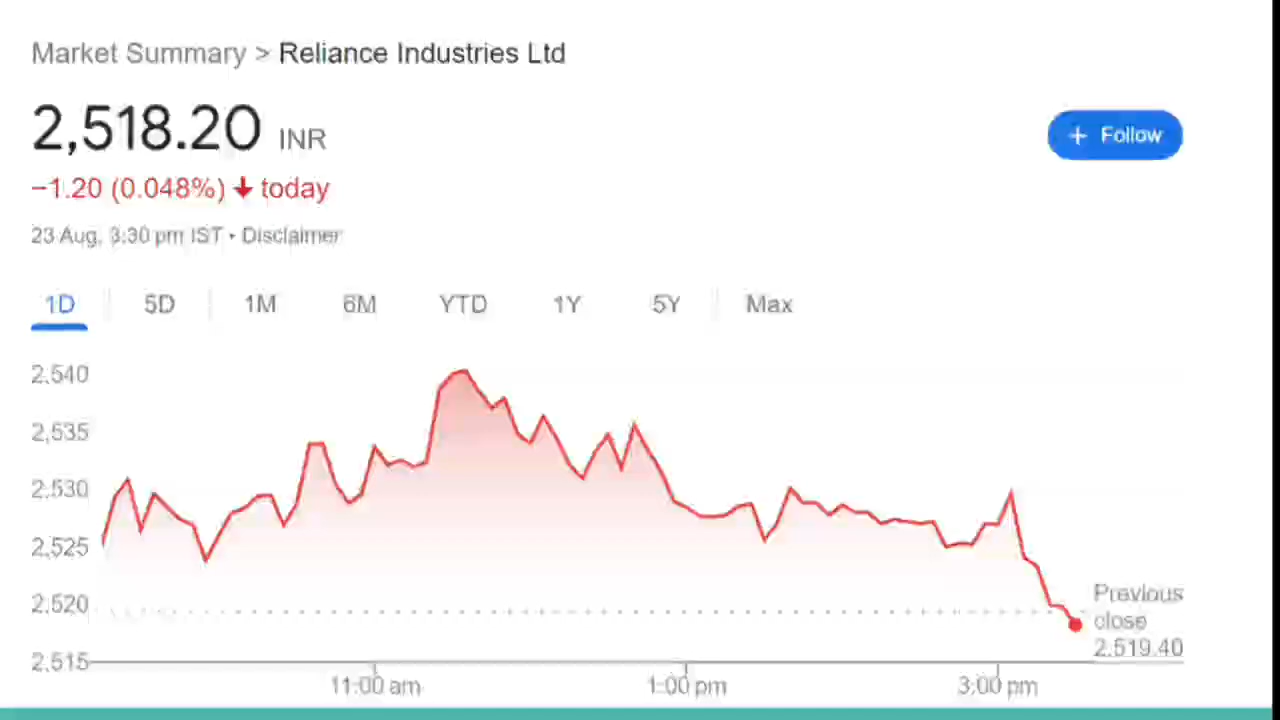 Market Summary > Reliance Industries Ltd
2,518.20 INR
+ Follow
−1.20 (0.048%) ↓ today
23 Aug, 3:30 pm IST • Disclaimer
1D 5D 1M 6M YTD 1Y 5Y Max
2,540
2,535
2,530
2,525
2,520
2,515
Previous
close
2,519.40
11:00 am 1:00 pm 3:00 pm